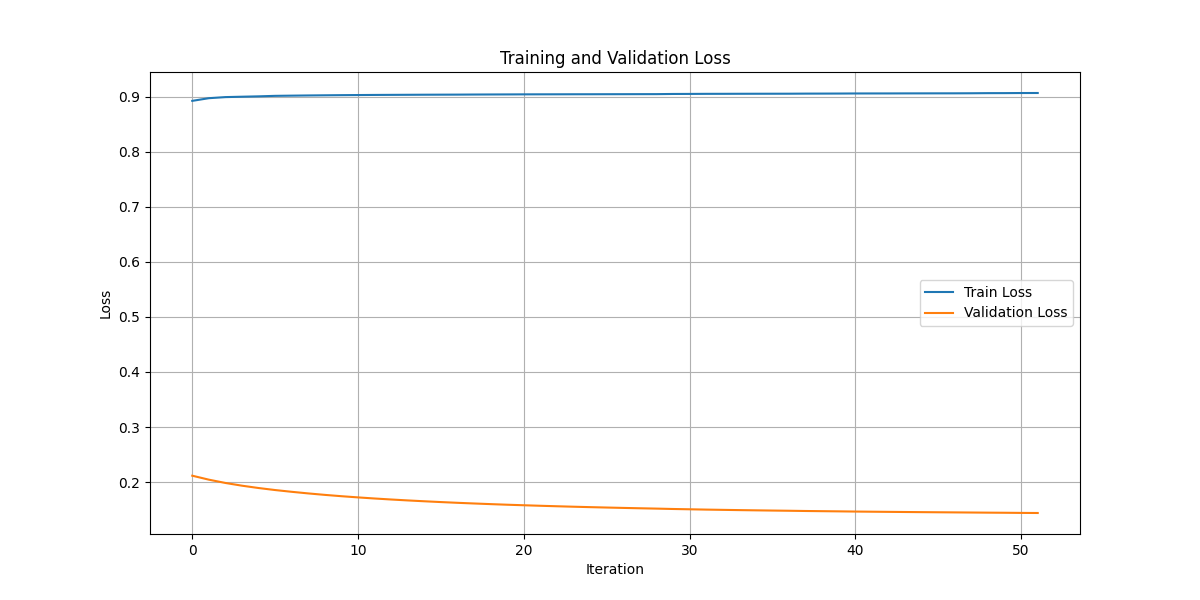 Training and Validation Loss
0.9
0.8
0.7
0.6
0.5
0.4
0.3
0.2
Loss
Train Loss
Validation Loss
0 10 20 30 40 50
Iteration